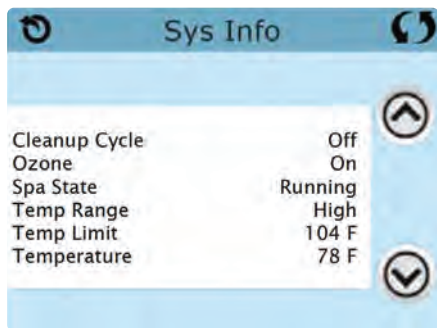 Sys Info
Cleanup Cycle Off
Ozone On
Spa State Running
Temp Range High
Temp Limit 104 F
Temperature 78 F